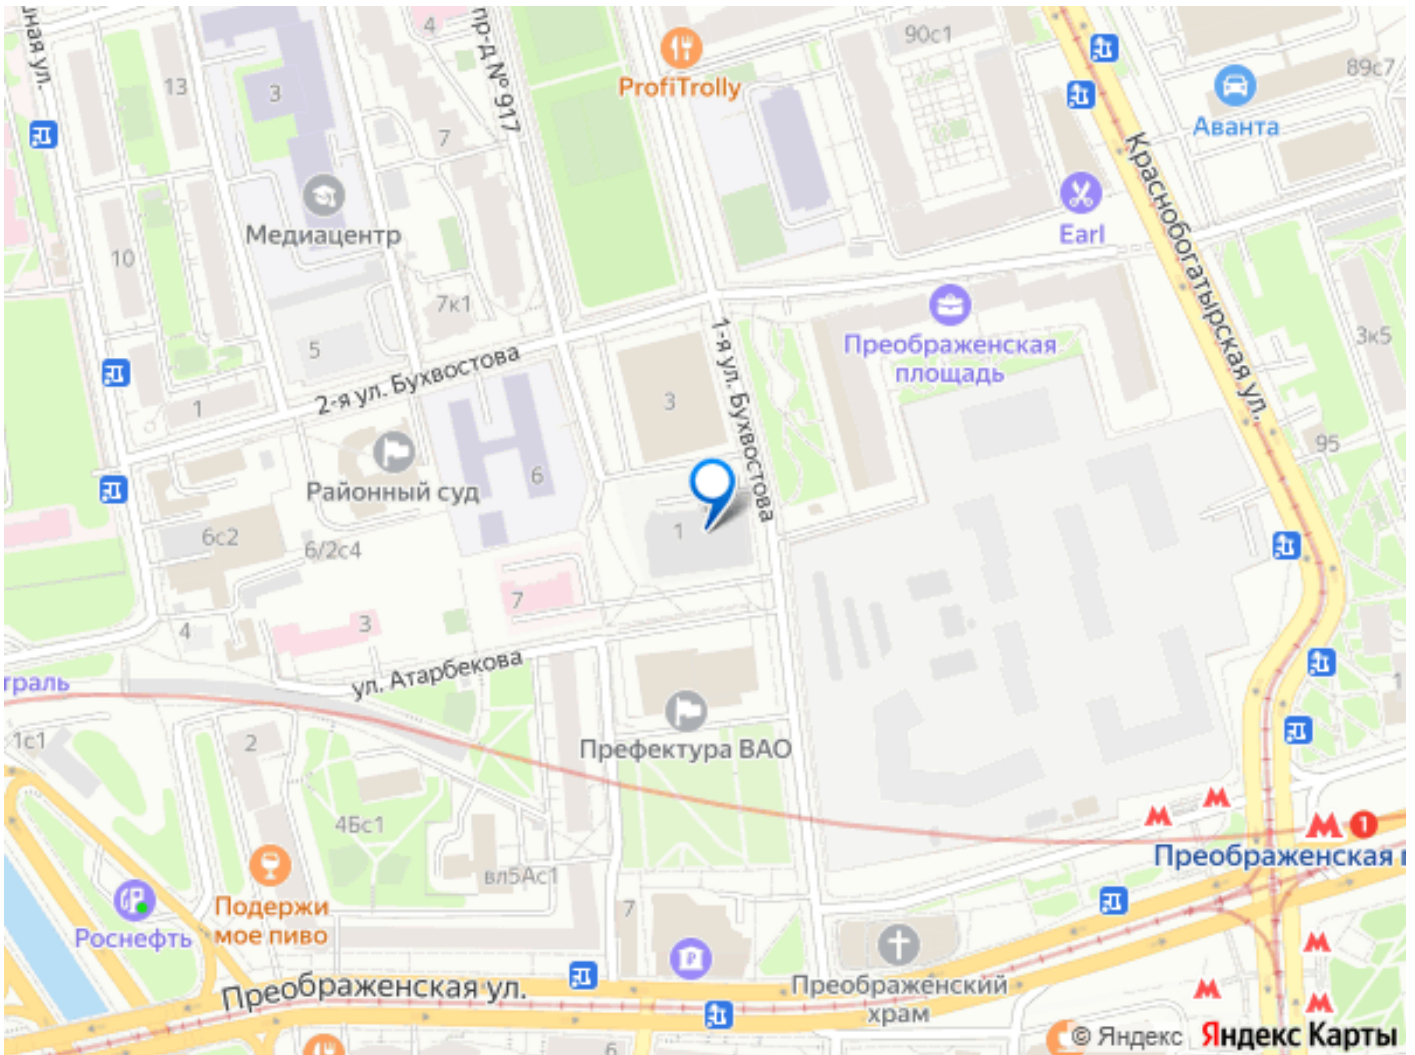 4
90с1
89с7
ProfiTrolly
13
3
пр-д № 917
Аванта
7
Краснобогатырская ул.
Медиацентр
Earl
10
7к1
Преображенская
площадь
1-я ул. Бухвостова
3к5
5
2-я ул. Бухвостова
3
1
95
Районный суд
6
6с2
6/2с4
1
7
4
3
ул. Атарбекова
траль
1
1с1
2
Префектура ВАО
4Бс1
1
Преображенская
вл5Ас1
Подержи
мое пиво
Роснефть
7
Преображенская ул.
Преображенский
храм
6
© Яндекс Яндекс Карты